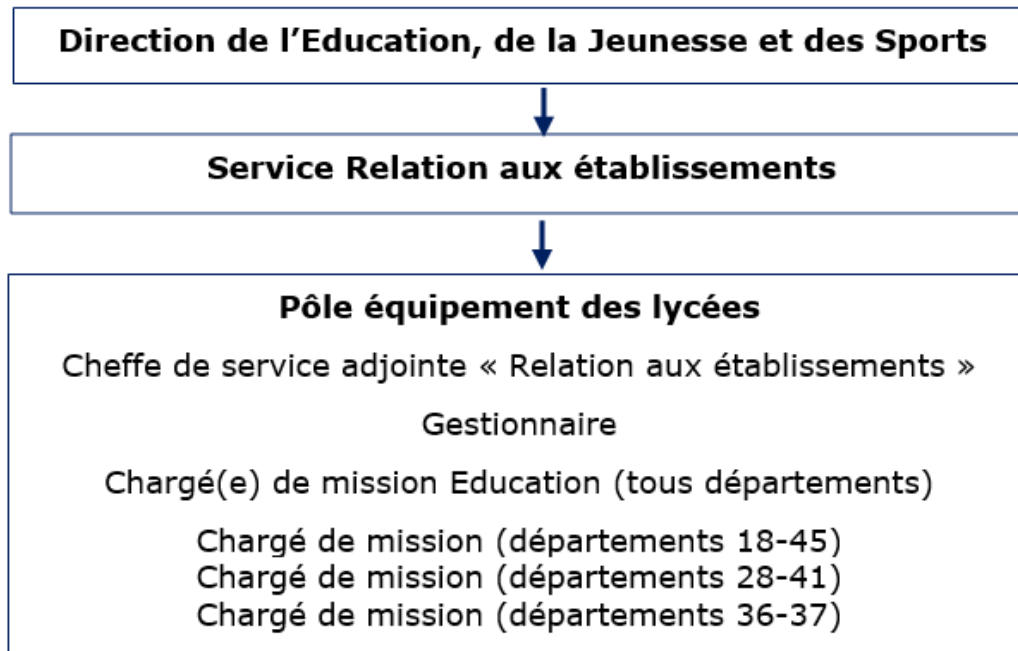 Direction de l’Education, de la Jeunesse et des Sports
Service Relation aux établissements
Pôle équipement des lycées
Cheffe de service adjointe « Relation aux établissements »
Gestionnaire
Chargé(e) de mission Education (tous départements)
Chargé de mission (départements 18-45)
Chargé de mission (départements 28-41)
Chargé de mission (départements 36-37)